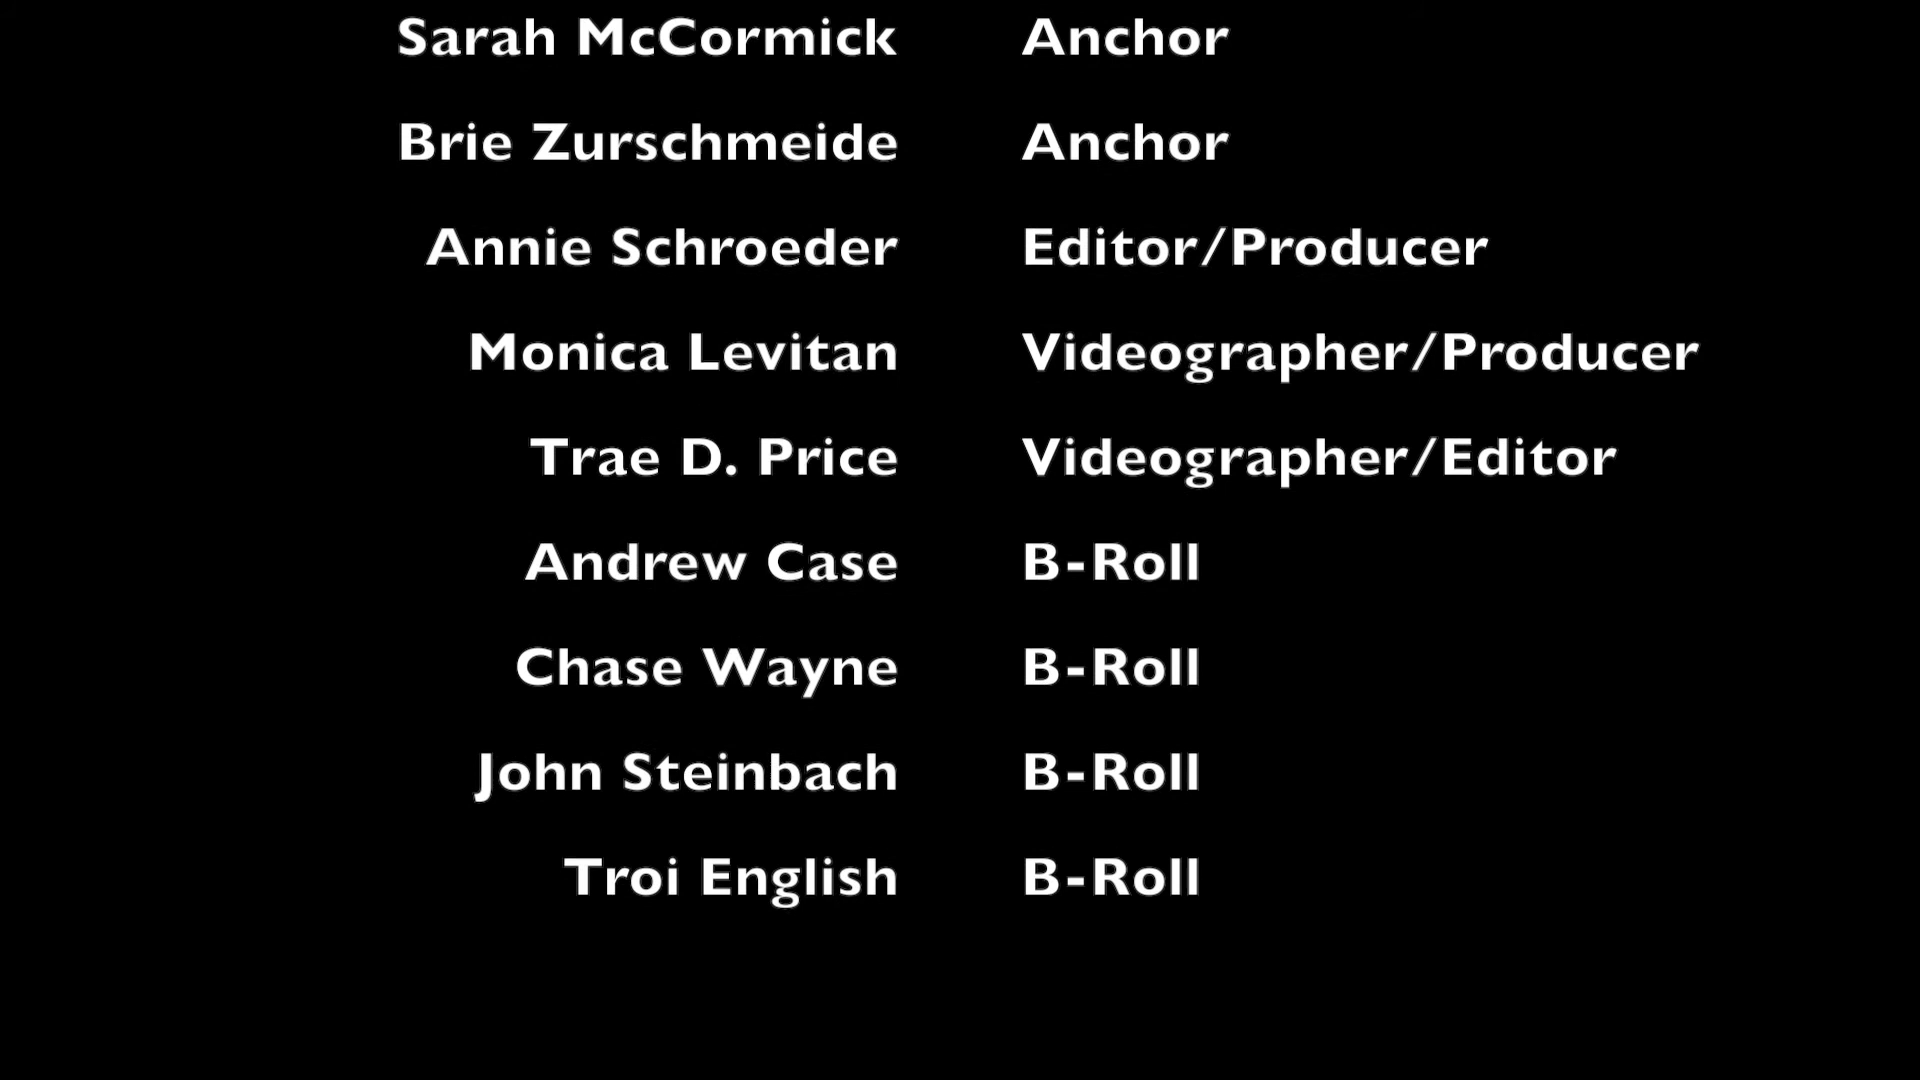 Sarah McCormick Anchor
Brie Zurschmeide Anchor
Annie Schroeder Editor/Producer
Monica Levitan Videographer/Producer
Trae D. Price Videographer/Editor
Andrew Case B-Roll
Chase Wayne B-Roll
John Steinbach B-Roll
Troi English B-Roll